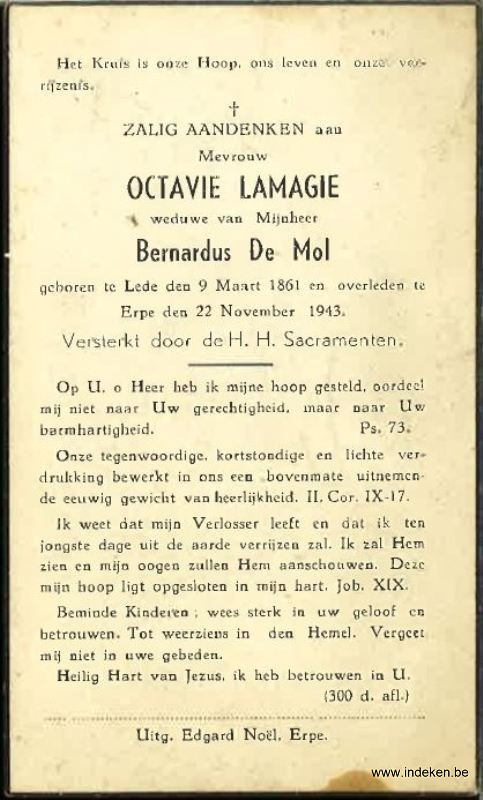 Het Kruis is onze Hoop, ons leven en onze ver-
rijzenis.
✝
ZALIG AANDENKEN aan
Mevrouw
OCTAVIE LAMAGIE
weduwe van Mijnheer
Bernardus De Mol
geboren te Lede den 9 Maart 1861 en overleden te
Erpe den 22 November 1943.
Versterkt door de H. H. Sacramenten.
Op U. o Heer heb ik mijne hoop gesteld, oordeel
mij niet naar Uw gerechtigheid, maar naar Uw
barmhartigheid. Ps. 73.
Onze tegenwoordige, kortstondige en lichte ver-
drukking bewerkt in ons een bovenmate uitnemen-
de eeuwig gewicht van heerlijkheid. II. Cor. IX-17.
Ik weet dat mijn Verlosser leeft en dat ik ten
jongste dage uit de aarde verrijzen zal. Ik zal Hem
zien en mijn oogen zullen Hem aanschouwen. Deze
mijn hoop ligt opgesloten in mijn hart. Job. XIX.
Beminde Kinderen ; wees sterk in uw geloof en
betrouwen. Tot weerziens in den Hemel. Vergeet
mij niet in uwe gebeden.
Heilig Hart van Jezus, ik heb betrouwen in U.
(300 d. afl.)
Uitg. Edgard Noël, Erpe.
www.indeken.be